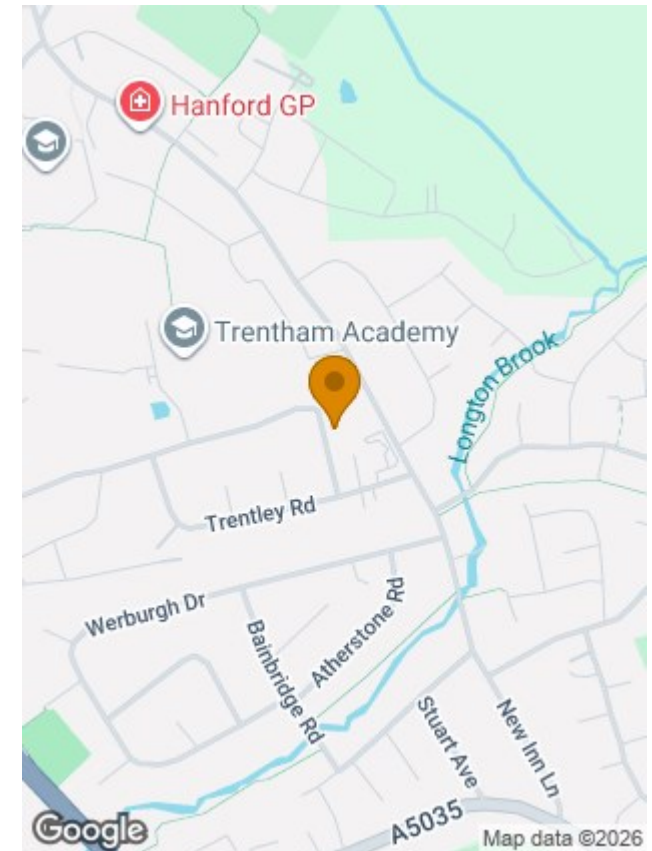 Hanford GP
Trentham Academy
Longton Brook
Trentley Rd
Werburgh Dr
Atherstone Rd
Bainbridge Rd
Stuart Ave
New Inn Ln
A5035
Google
Map data ©2026